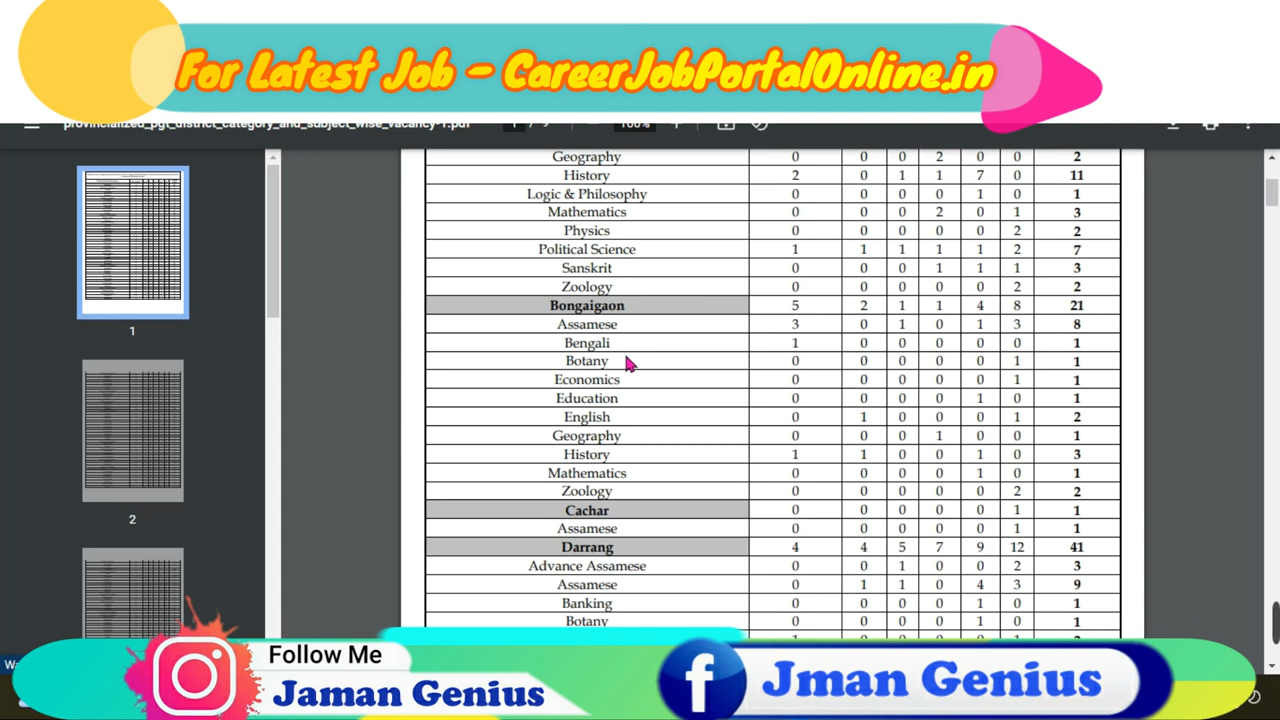 For Latest Job - CareerJobPortalOnline.in
provincialized_pgt_district_category_and_subject_wise_vacancy-1.pdf 100%
Geography 0 0 0 2 0 0 2
History 2 0 1 1 7 0 11
Logic & Philosophy 0 0 0 0 1 0 1
Mathematics 0 0 0 2 0 1 3
Physics 0 0 0 0 0 2 2
Political Science 1 1 1 1 1 2 7
Sanskrit 0 0 0 1 1 1 3
Zoology 0 0 0 0 0 2 2
Bongaigaon 5 2 1 1 4 8 21
Assamese 3 0 1 0 1 3 8
Bengali 1 0 0 0 0 0 1
Botany 0 0 0 0 0 1 1
Economics 0 0 0 0 0 1 1
Education 0 0 0 0 1 0 1
English 0 1 0 0 0 1 2
Geography 0 0 0 1 0 0 1
History 1 1 0 0 1 0 3
Mathematics 0 0 0 0 1 0 1
Zoology 0 0 0 0 0 2 2
Cachar 0 0 0 0 0 1 1
Assamese 0 0 0 0 0 1 1
Darrang 4 4 5 7 9 12 41
Advance Assamese 0 0 1 0 0 2 3
Assamese 0 1 1 0 4 3 9
Banking 0 0 0 0 1 0 1
Botany 0 0 0 0 1 0 1
1
2
Follow Me
Jaman Genius
f Jman Genius